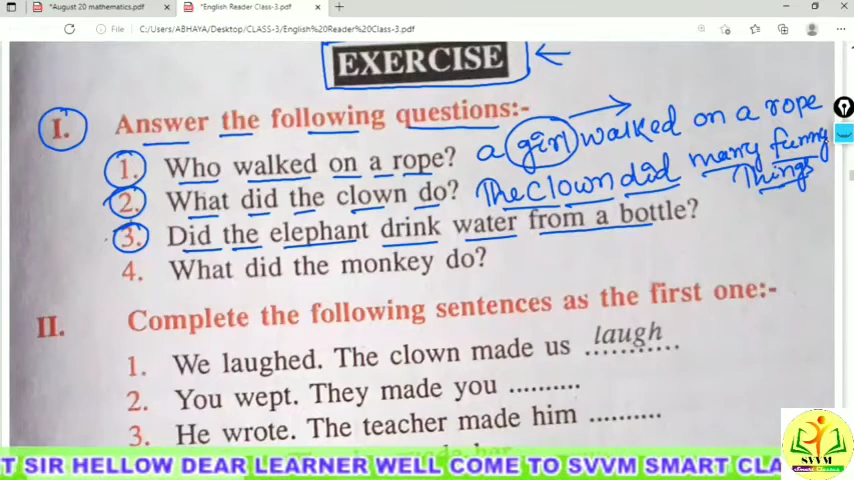 *August 20 mathematics.pdf
*English Reader Class-3.pdf
File C:/Users/ABHAYA/Desktop/CLASS-3/English%20Reader%20Class-3.pdf
EXERCISE
I. Answer the following questions:-
a girl walked on a rope
1. Who walked on a rope?
The clown did many funny
Things
2. What did the clown do?
3. Did the elephant drink water from a bottle?
4. What did the monkey do?
II. Complete the following sentences as the first one:-
1. We laughed. The clown made us laugh
2. You wept. They made you ..........
3. He wrote. The teacher made him ..........
T SIR HELLOW DEAR LEARNER WELL COME TO SVVM SMART CLA
SVVM
Smart Classes